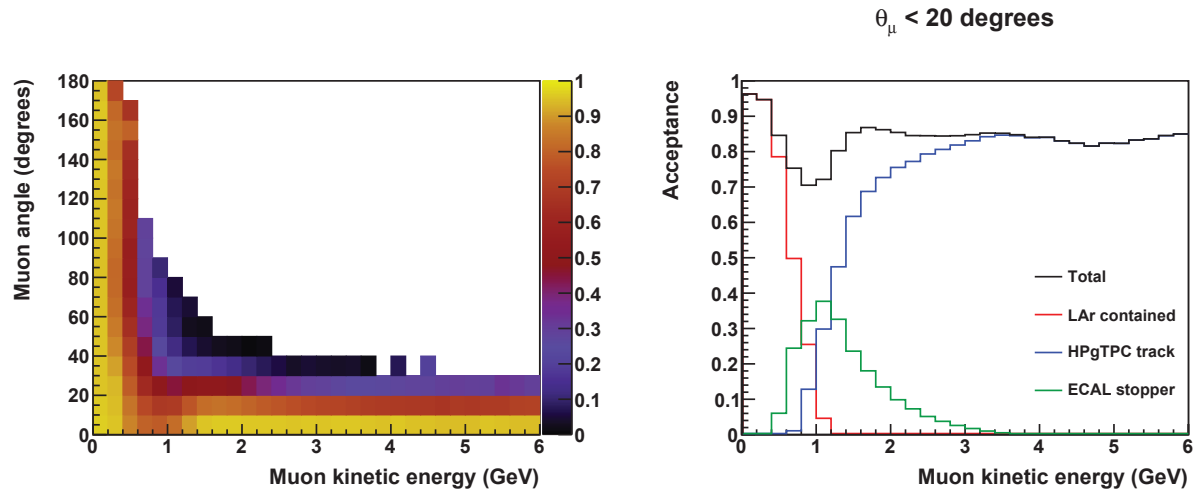 θμ < 20 degrees
Muon angle (degrees)
180
160
140
120
100
80
60
40
20
0
0 1 2 3 4 5 6
Muon kinetic energy (GeV)
1
0.9
0.8
0.7
0.6
0.5
0.4
0.3
0.2
0.1
0
Acceptance
1
0.9
0.8
0.7
0.6
0.5
0.4
0.3
0.2
0.1
0
Total
LAr contained
HPgTPC track
ECAL stopper
0 1 2 3 4 5 6
Muon kinetic energy (GeV)